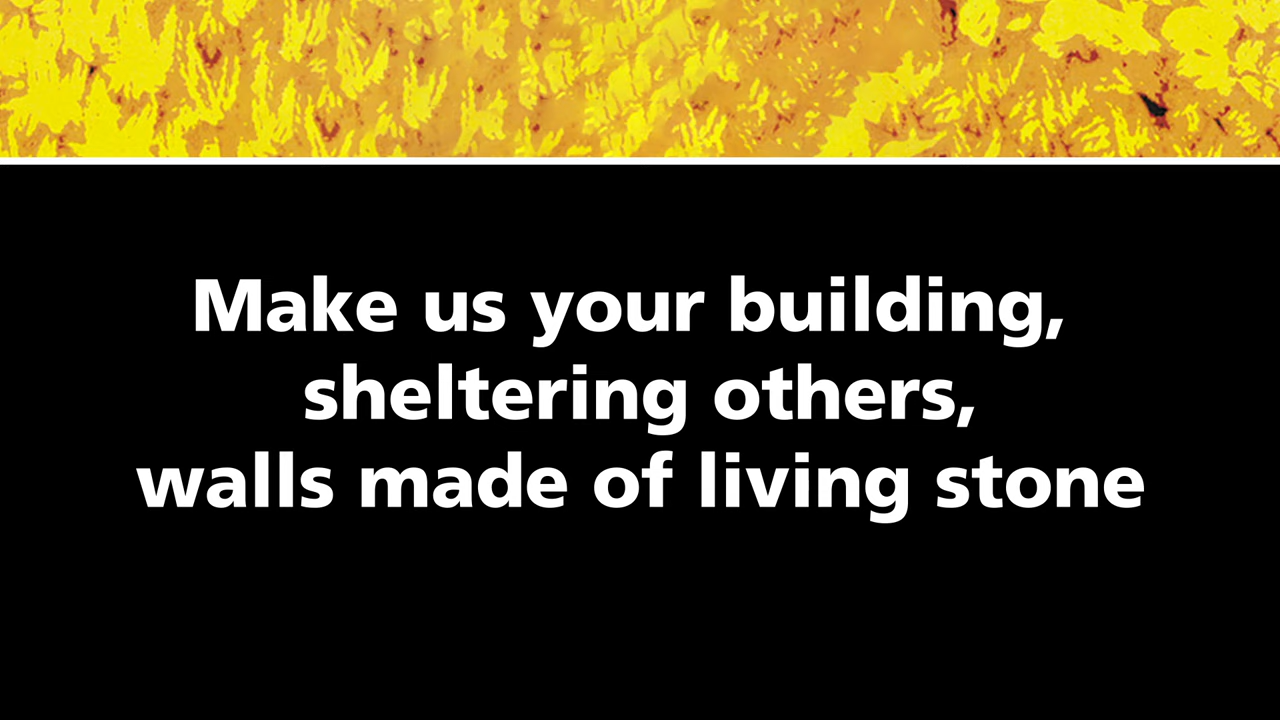 Make us your building,
sheltering others,
walls made of living stone